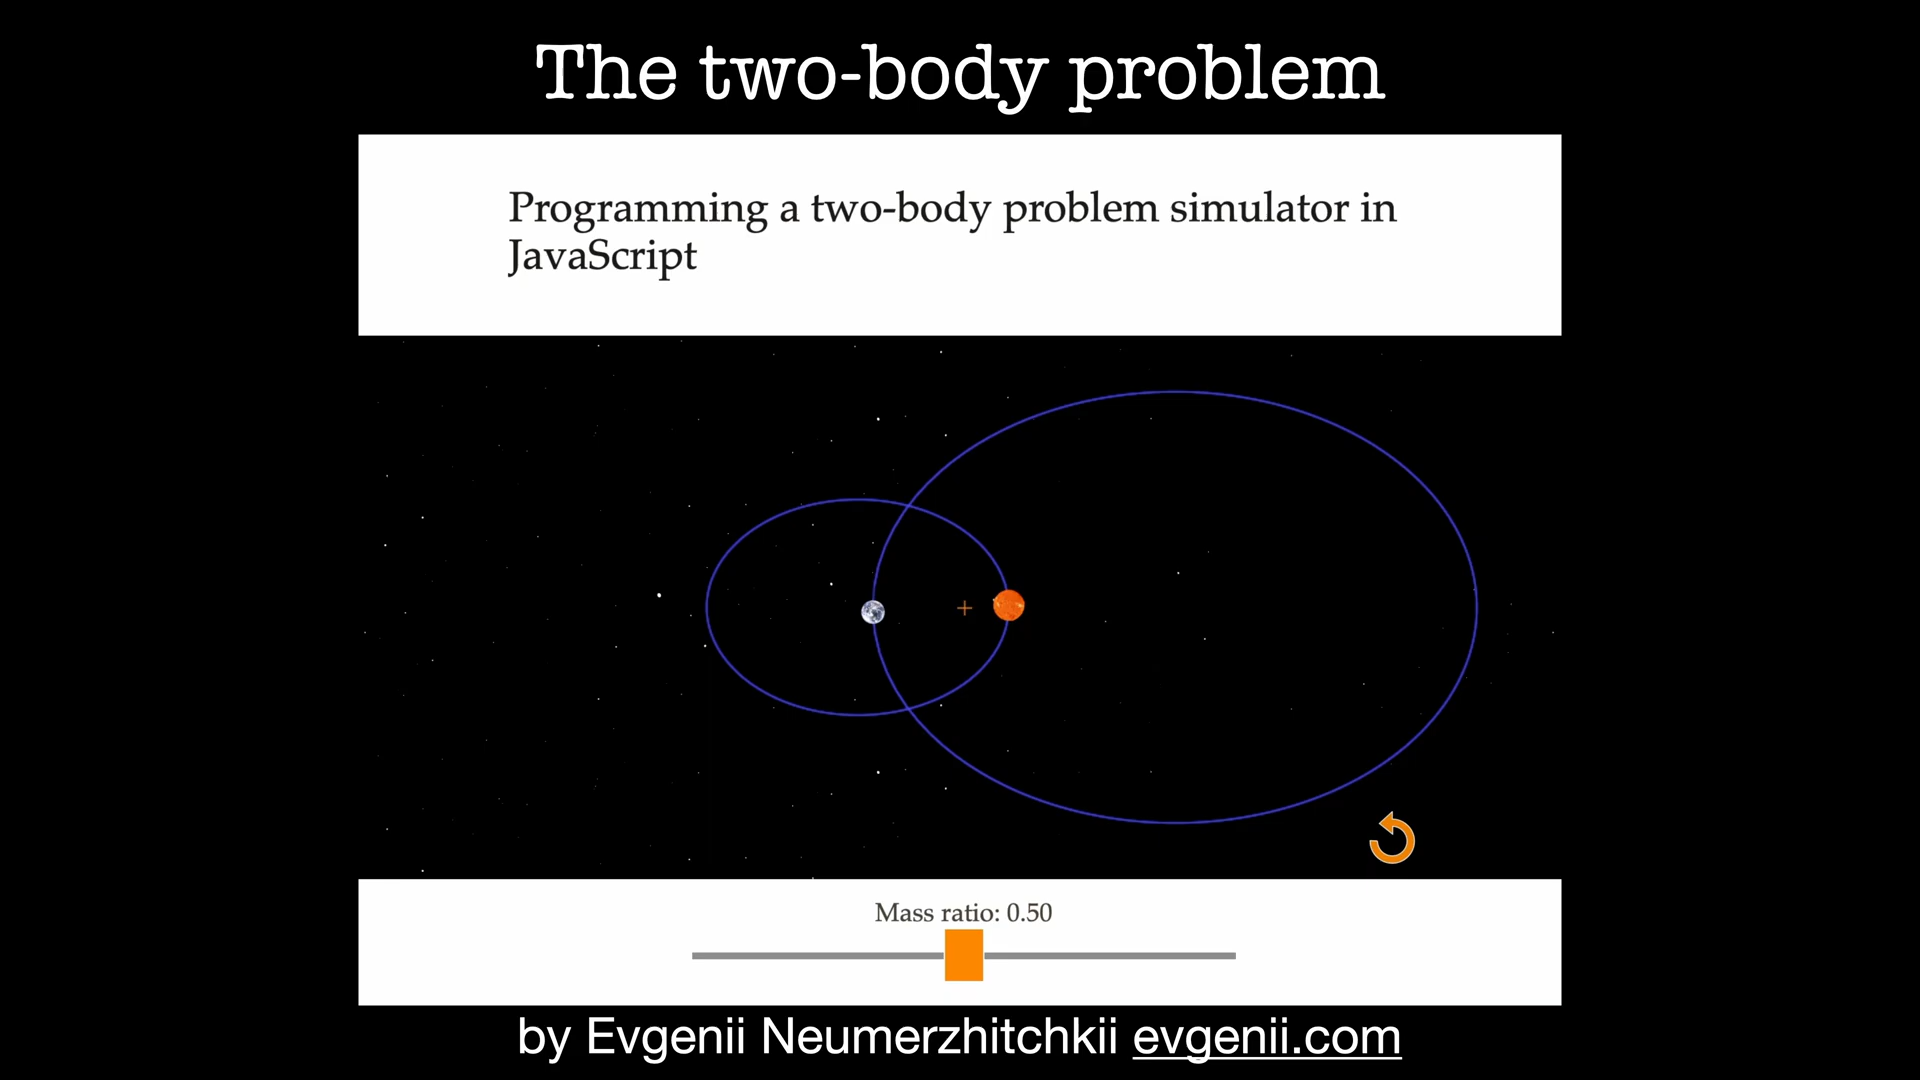 The two-body problem
Programming a two-body problem simulator in
JavaScript
Mass ratio: 0.50
by Evgenii Neumerzhitchkii evgenii.com